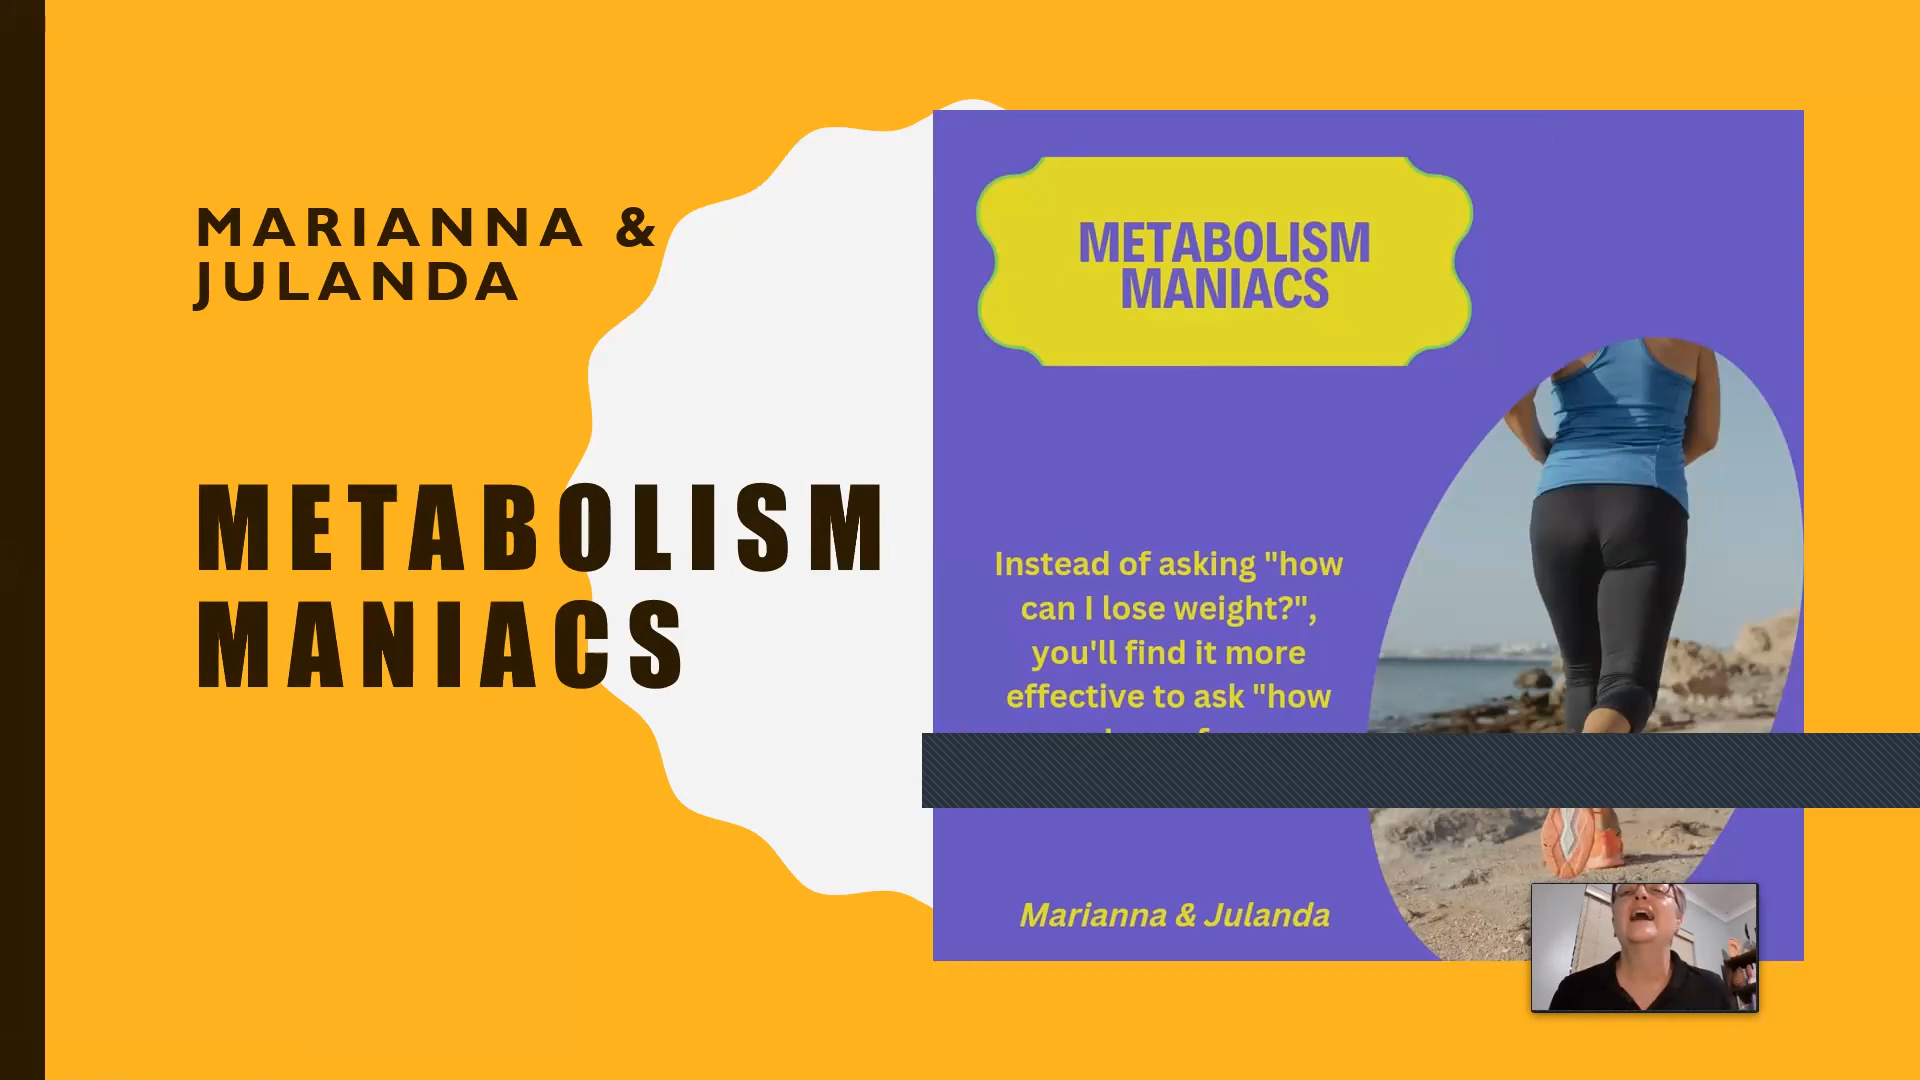 MARIANNA &
JULANDA
METABOLISM
MANIACS
METABOLISM
MANIACS
Instead of asking "how
can I lose weight?",
you'll find it more
effective to ask "how
Marianna & Julanda